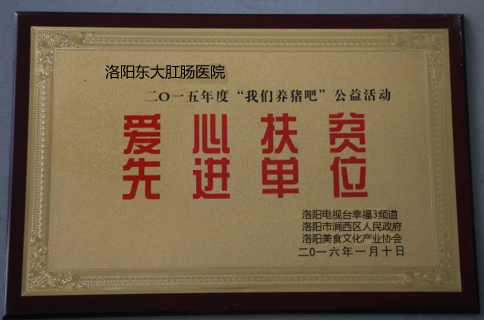 洛阳东大肛肠医院
二〇一五年度“我们养猪吧”公益活动
爱心扶贫
先进单位
洛阳电视台幸福3频道
洛阳市涧西区人民政府
洛阳美食文化产业协会
二〇一六年一月十日